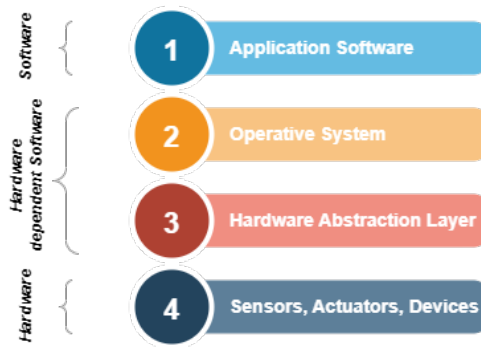 Software
1
Application Software
Hardware
dependent Software
2
Operative System
3
Hardware Abstraction Layer
Hardware
4
Sensors, Actuators, Devices